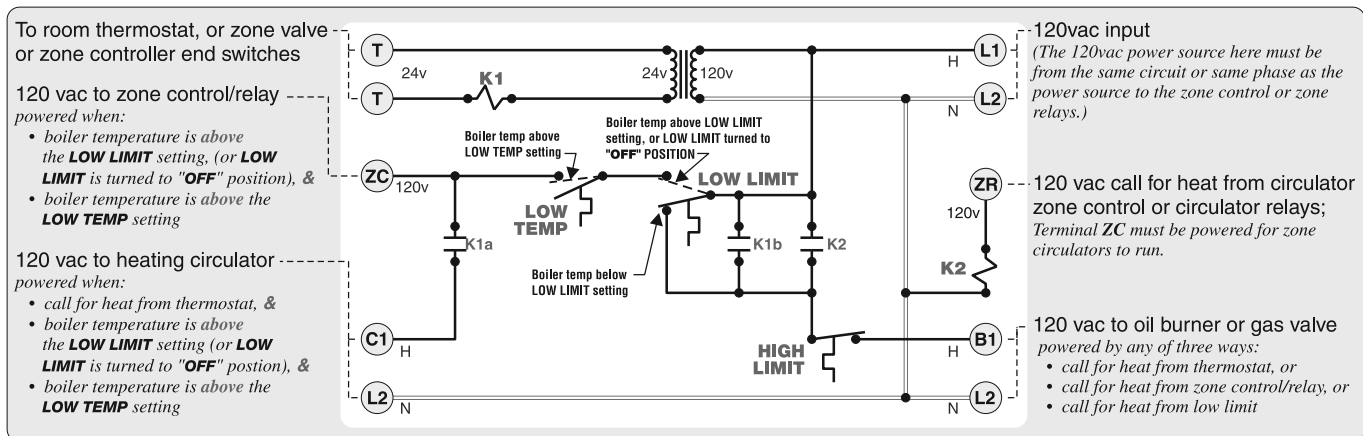 To room thermostat, or zone valve
or zone controller end switches
120 vac to zone control/relay
powered when:
• boiler temperature is above
the LOW LIMIT setting, (or LOW
LIMIT is turned to "OFF" position), &
• boiler temperature is above the
LOW TEMP setting
120 vac to heating circulator
powered when:
• call for heat from thermostat, &
• boiler temperature is above
the LOW LIMIT setting (or LOW
LIMIT is turned to "OFF" postion), &
• boiler temperature is above the
LOW TEMP setting
T
24v
K1
T
24v
120v
L1
H
L2
N
Boiler temp above
LOW TEMP setting
Boiler temp above LOW LIMIT
setting, or LOW LIMIT turned to
"OFF" POSITION
ZC
120v
LOW
TEMP
LOW LIMIT
K1a
K1b
K2
Boiler temp below
LOW LIMIT setting
ZR
120v
K2
C1
H
HIGH
LIMIT
H
B1
L2
N
N
L2
120vac input
(The 120vac power source here must be
from the same circuit or same phase as the
power source to the zone control or zone
relays.)
120 vac call for heat from circulator
zone control or circulator relays;
Terminal ZC must be powered for zone
circulators to run.
120 vac to oil burner or gas valve
powered by any of three ways:
• call for heat from thermostat, or
• call for heat from zone control/relay, or
• call for heat from low limit